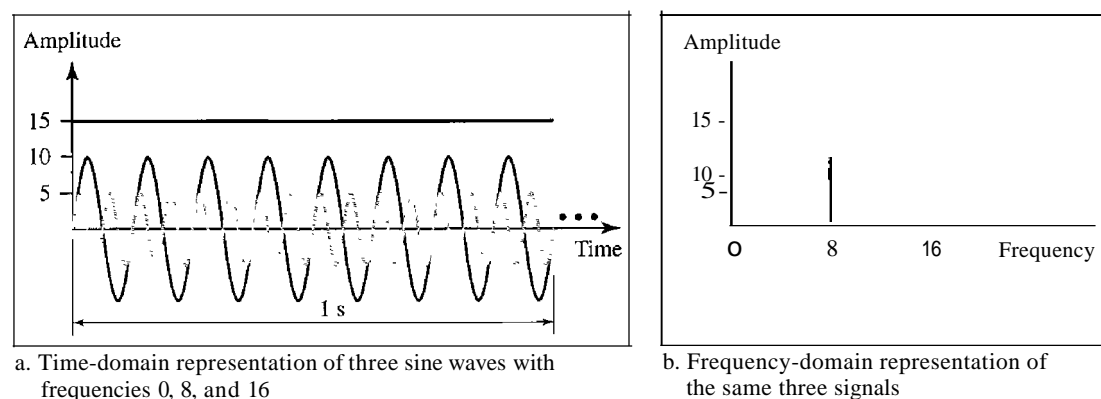 Amplitude
15
10
5
Time
1 s
a. Time-domain representation of three sine waves with
frequencies 0, 8, and 16
Amplitude
15
10
5
0 8 16 Frequency
b. Frequency-domain representation of
the same three signals